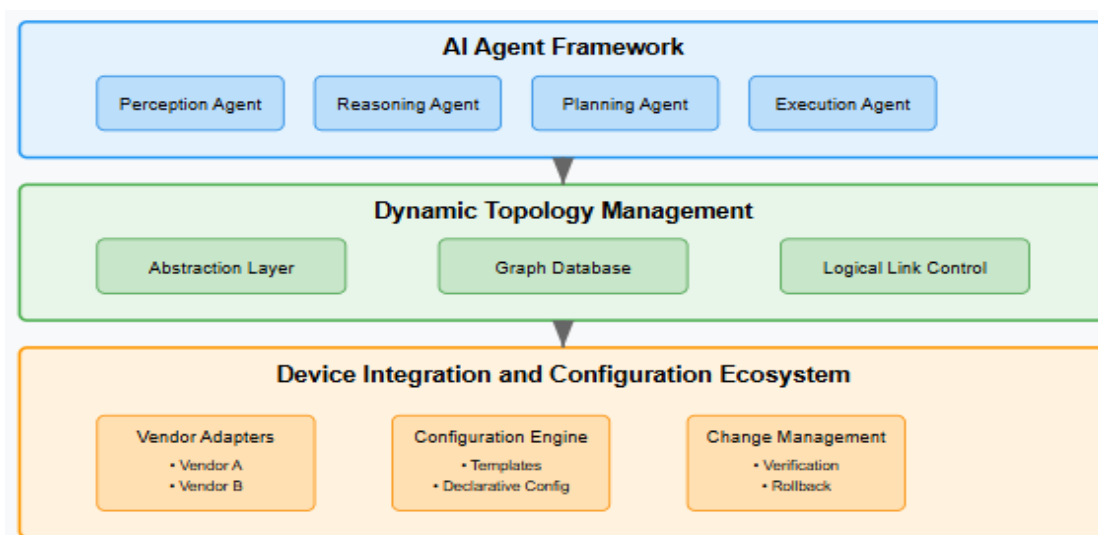 AI Agent Framework
Perception Agent
Reasoning Agent
Planning Agent
Execution Agent
Dynamic Topology Management
Abstraction Layer
Graph Database
Logical Link Control
Device Integration and Configuration Ecosystem
Vendor Adapters
• Vendor A
• Vendor B
Configuration Engine
• Templates
• Declarative Config
Change Management
• Verification
• Rollback